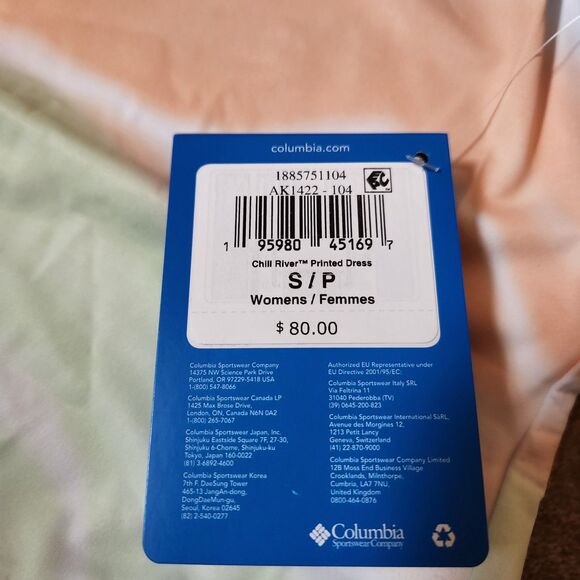 columbia.com
1885751104
AK1422 - 104
EC
1 95980 45169 7
Chill River™ Printed Dress
S / P
Womens / Femmes
$ 80.00
Columbia Sportswear Company
14375 NW Science Park Drive
Portland, OR 97229-5418 USA
1-(800) 547-8066
Columbia Sportswear Canada LP
1425 Max Brose Drive,
London, ON, Canada N6N 0A2
1-(800) 265-7067
Columbia Sportswear Japan, Inc.
Shinjuku Eastside Square 7F, 27-30,
Shinjuku 6-Chome, Shinjuku-ku
Tokyo, Japan 160-0022
(81) 3-6892-4600
Columbia Sportswear Korea
7th F. DaeSung Tower
465-13 JangAn-dong,
DongDaeMun-gu,
Seoul, Korea 02645
(82) 2-540-0277
Authorized EU Representative under
EU Directive 2001/95/EC:
Columbia Sportswear Italy SRL
Via Feltrina 11
31040 Pederobba (TV)
(39) 0645-200-823
Columbia Sportswear International SàRL,
Avenue des Morgines 12,
1213 Petit Lancy
Geneva, Switzerland
(41) 22-870-9000
Columbia Sportswear Company Limited
12B Moss End Business Village
Crooklands, Milnthorpe,
Cumbria, LA7 7NU,
United Kingdom
0800-464-0876
Columbia
Sportswear Company